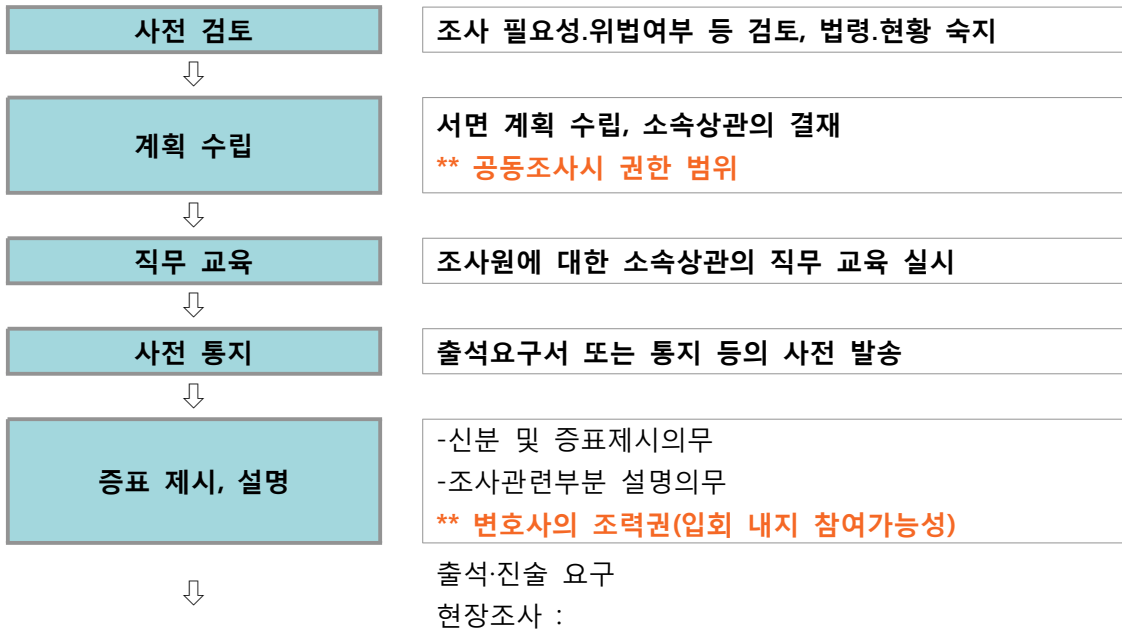 사전 검토
조사 필요성.위법여부 등 검토, 법령.현황 숙지
계획 수립
서면 계획 수립, 소속상관의 결재
** 공동조사시 권한 범위
직무 교육
조사원에 대한 소속상관의 직무 교육 실시
사전 통지
출석요구서 또는 통지 등의 사전 발송
증표 제시, 설명
-신분 및 증표제시의무
-조사관련부분 설명의무
** 변호사의 조력권(입회 내지 참여가능성)
출석·진술 요구
현장조사 :